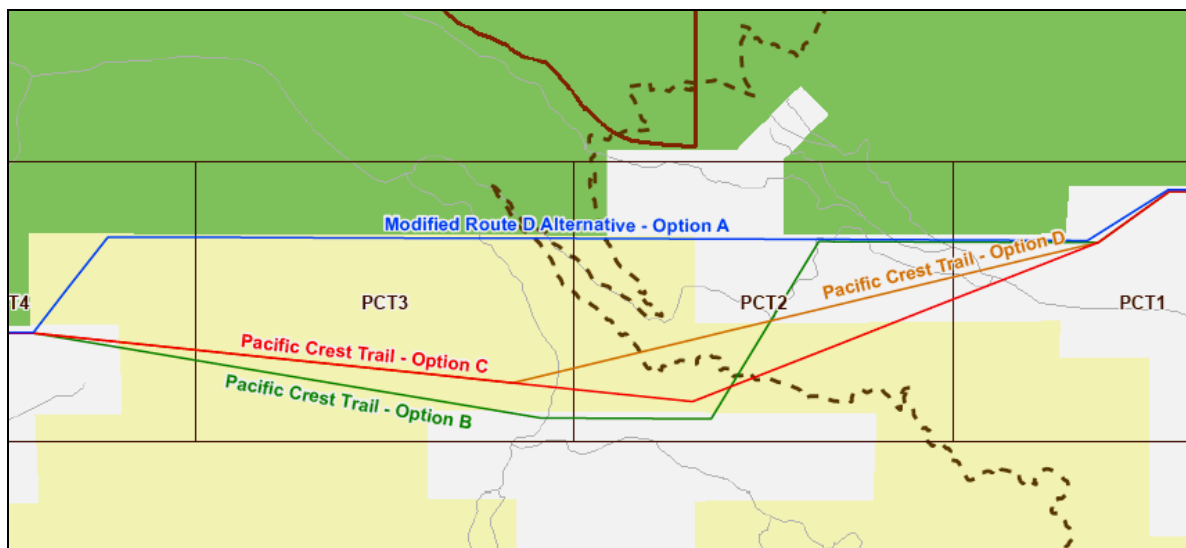 Modified Route D Alternative - Option A
Pacific Crest Trail - Option D
T4
PCT3
PCT2
PCT1
Pacific Crest Trail - Option C
Pacific Crest Trail - Option B